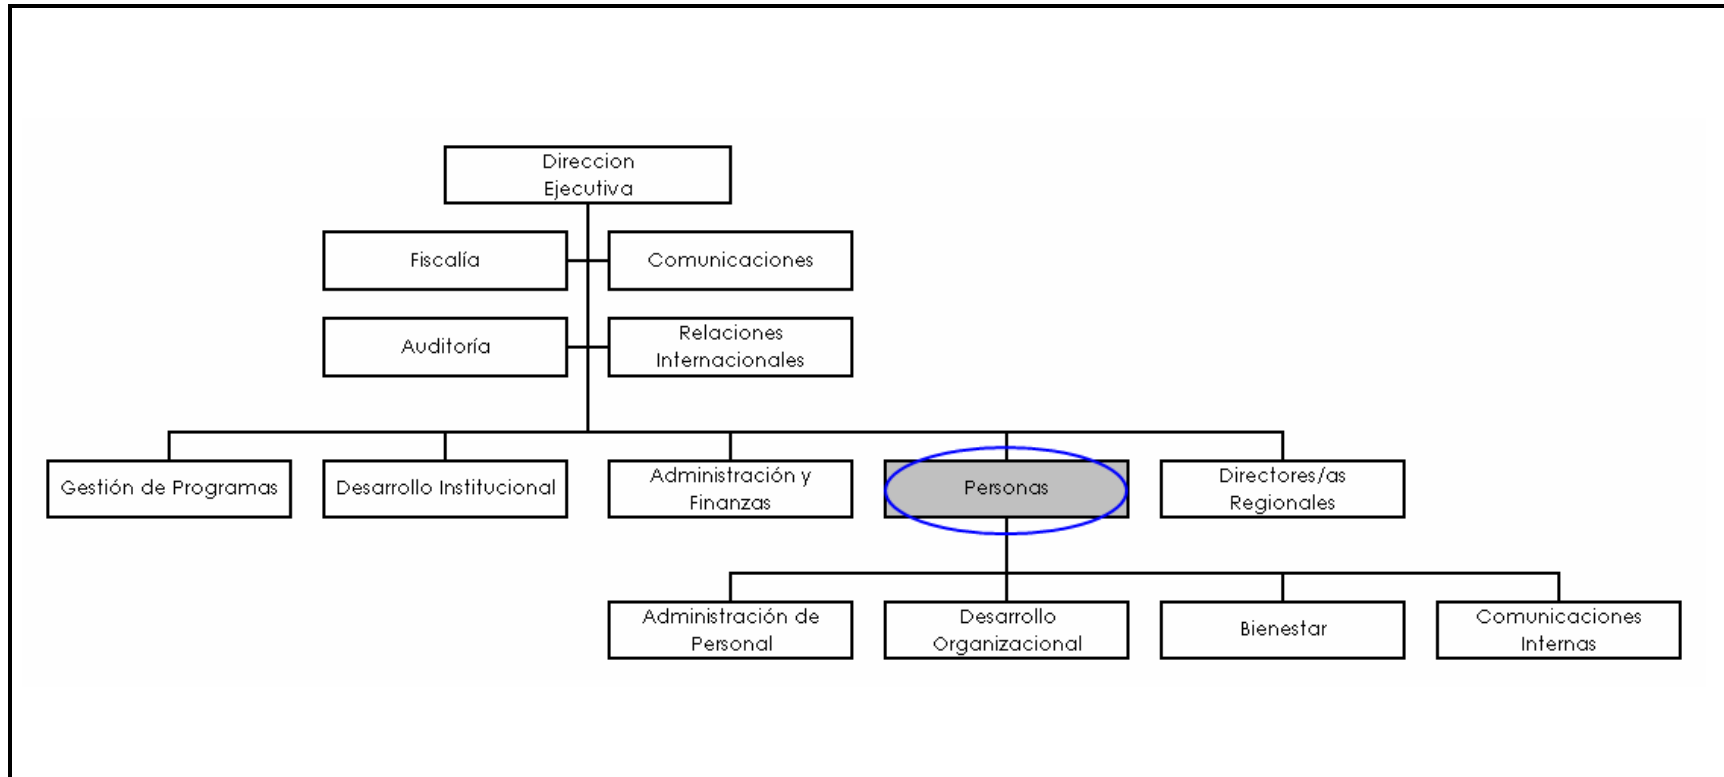 Direccion
Ejecutiva
Fiscalía
Comunicaciones
Auditoría
Relaciones
Internacionales
Gestión de Programas
Desarrollo Institucional
Administración y
Finanzas
Personas
Directores/as
Regionales
Administración de
Personal
Desarrollo
Organizacional
Bienestar
Comunicaciones
Internas